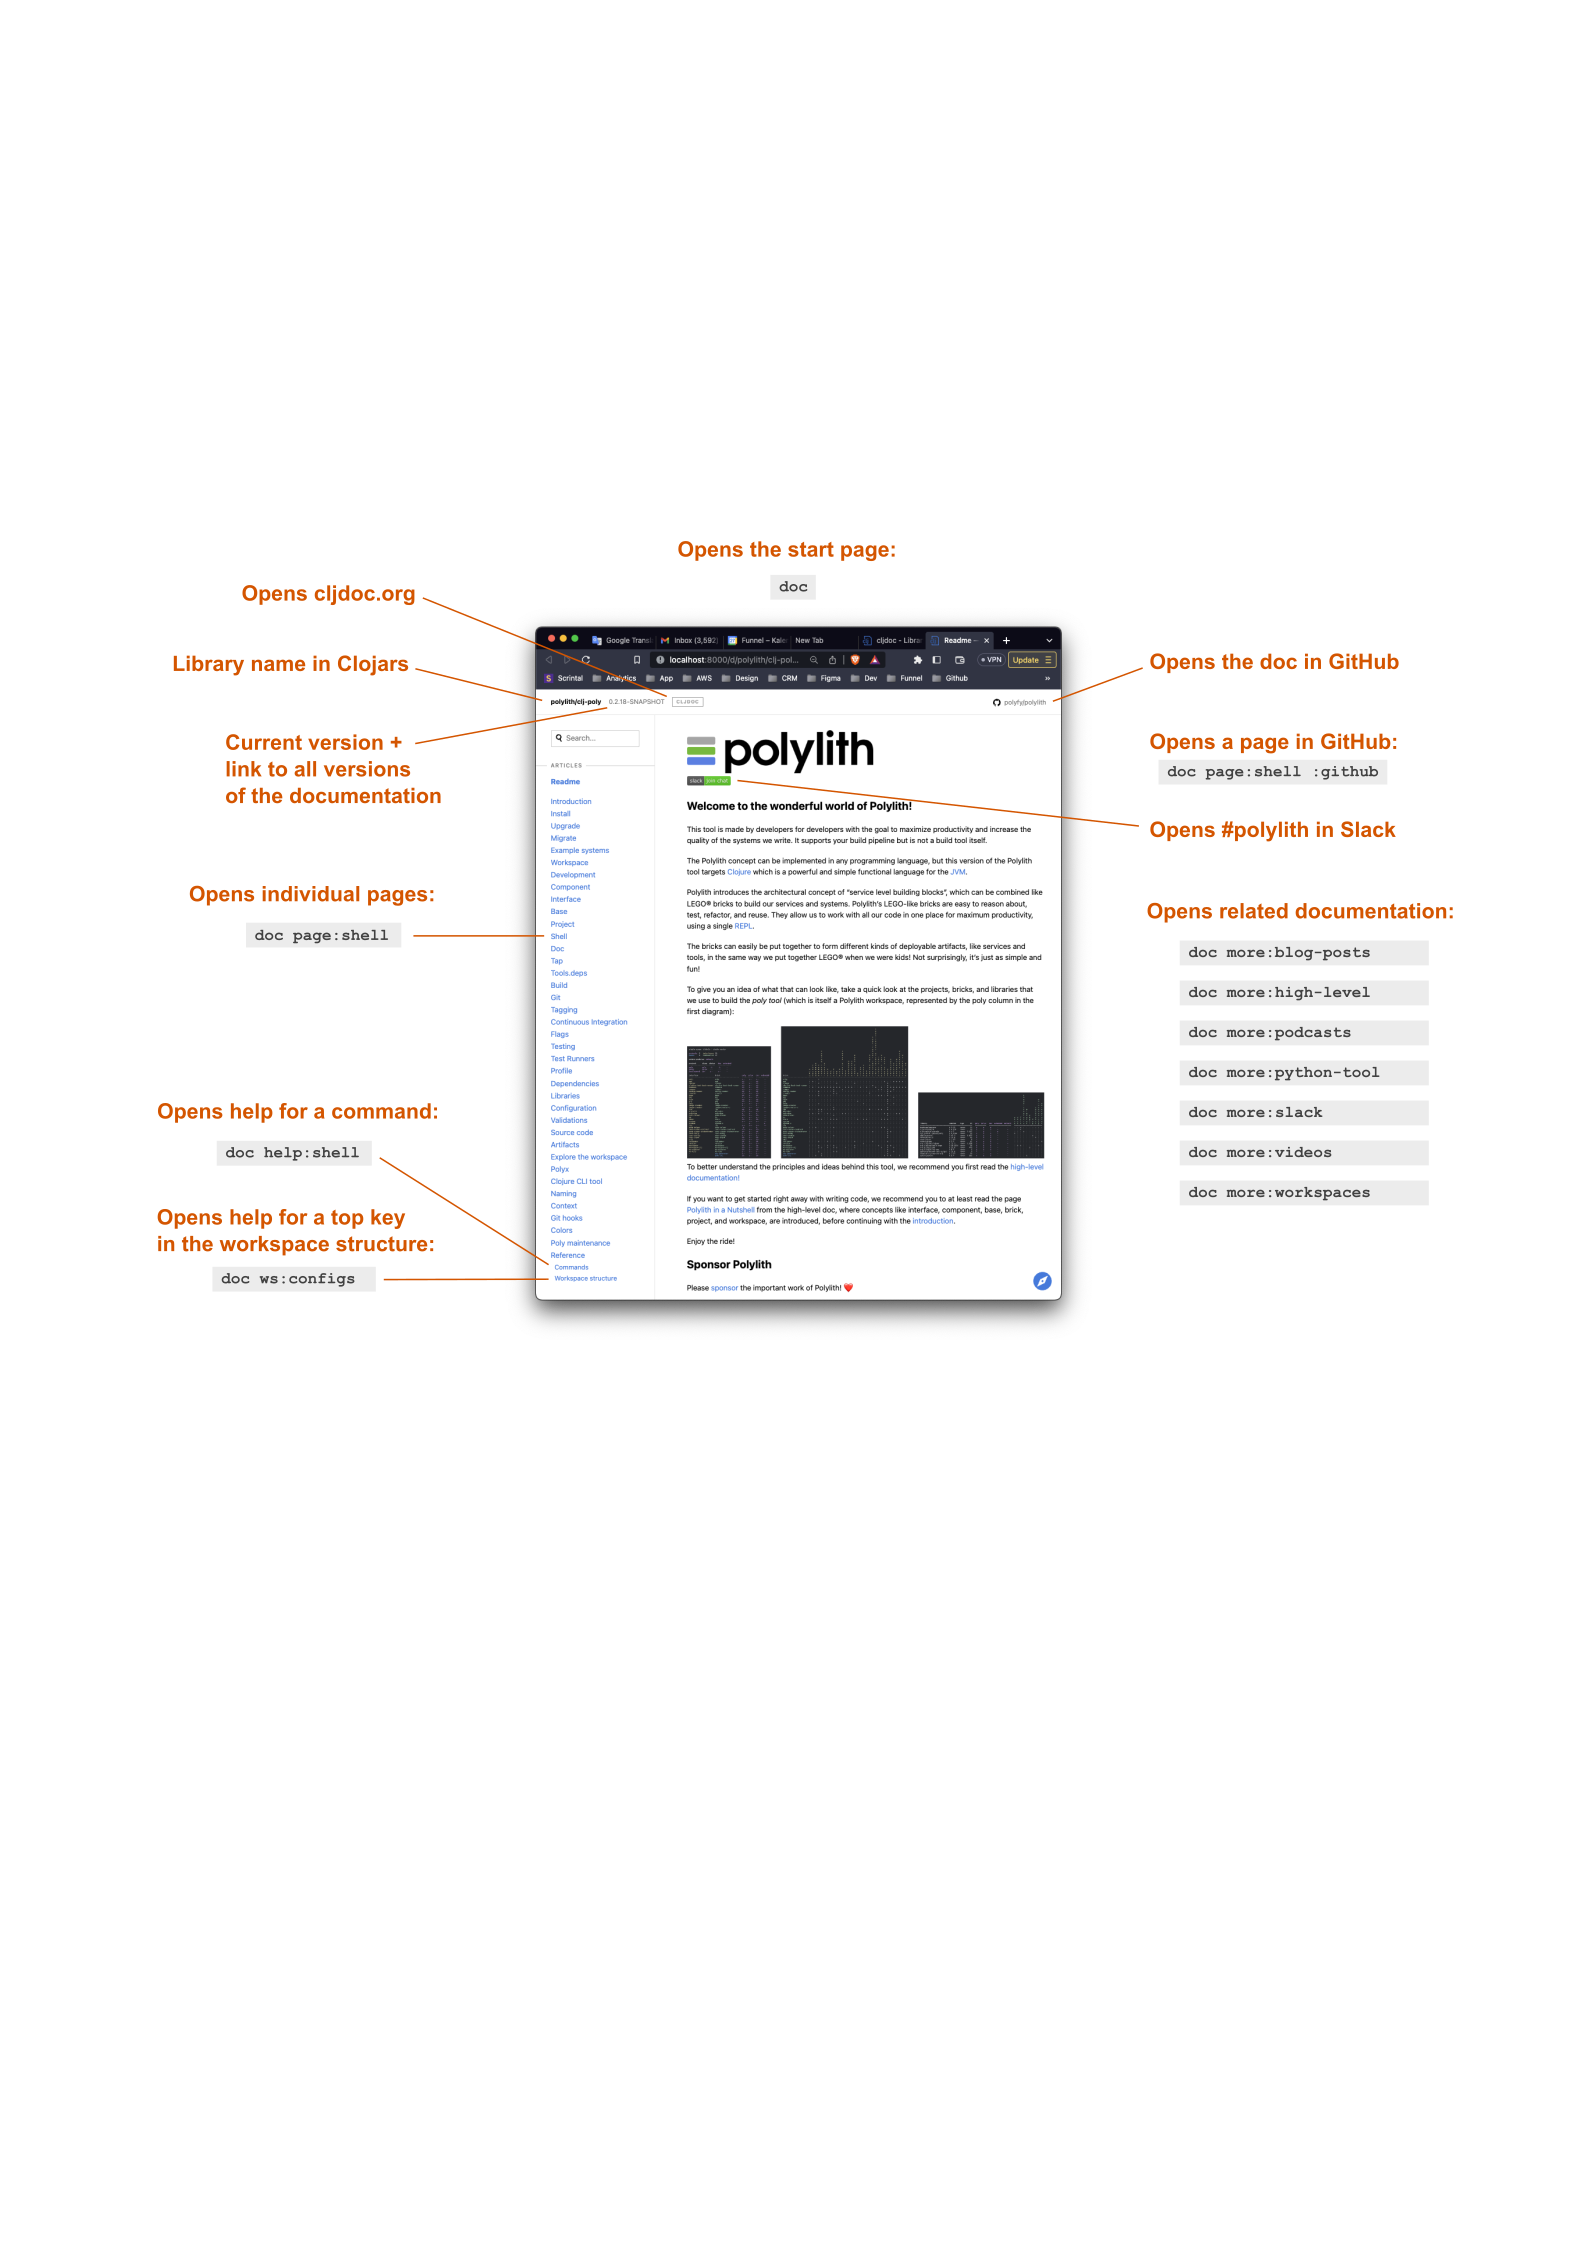 Opens the start page:
doc
Opens cljdoc.org
Library name in Clojars
Current version +
link to all versions
of the documentation
Opens individual pages:
doc page:shell
Opens help for a command:
doc help:shell
Opens help for a top key
in the workspace structure:
doc ws:configs
Google Transl
Inbox (3,592)
Funnel – Kale
New Tab
cljdoc - Librar
Readme –
localhost:8000/d/polylith/clj-pol...
VPN
Update
Scrintal
Analytics
App
AWS
Design
CRM
Figma
Dev
Funnel
Github
»
polylith/clj-poly 0.2.18-SNAPSHOT CLJDOC
polyfy/polylith
Search...
ARTICLES
Readme
Introduction
Install
Upgrade
Migrate
Example systems
Workspace
Development
Component
Interface
Base
Project
Shell
Doc
Tap
Tools.deps
Build
Git
Tagging
Continuous Integration
Flags
Testing
Test Runners
Profile
Dependencies
Libraries
Configuration
Validations
Source code
Artifacts
Explore the workspace
Polyx
Clojure CLI tool
Naming
Context
Git hooks
Colors
Poly maintenance
Reference
Commands
Workspace structure
polylith
slack join chat
Welcome to the wonderful world of Polylith!
This tool is made by developers for developers with the goal to maximize productivity and increase the
quality of the systems we write. It supports your build pipeline but is not a build tool itself.
The Polylith concept can be implemented in any programming language, but this version of the Polylith
tool targets Clojure which is a powerful and simple functional language for the JVM.
Polylith introduces the architectural concept of “service level building blocks”, which can be combined like
LEGO® bricks to build our services and systems. Polylith's LEGO-like bricks are easy to reason about,
test, refactor, and reuse. They allow us to work with all our code in one place for maximum productivity,
using a single REPL.
The bricks can easily be put together to form different kinds of deployable artifacts, like services and
tools, in the same way we put together LEGO® when we were kids! Not surprisingly, it's just as simple and
fun!
To give you an idea of what that can look like, take a quick look at the projects, bricks, and libraries that
we use to build the poly tool (which is itself a Polylith workspace, represented by the poly column in the
first diagram):
To better understand the principles and ideas behind this tool, we recommend you first read the high-level
documentation!
If you want to get started right away with writing code, we recommend you to at least read the page
Polylith in a Nutshell from the high-level doc, where concepts like interface, component, base, brick,
project, and workspace, are introduced, before continuing with the introduction.
Enjoy the ride!
Sponsor Polylith
Please sponsor the important work of Polylith! ❤️
Opens the doc in GitHub
Opens a page in GitHub:
doc page:shell :github
Opens #polylith in Slack
Opens related documentation:
doc more:blog-posts
doc more:high-level
doc more:podcasts
doc more:python-tool
doc more:slack
doc more:videos
doc more:workspaces